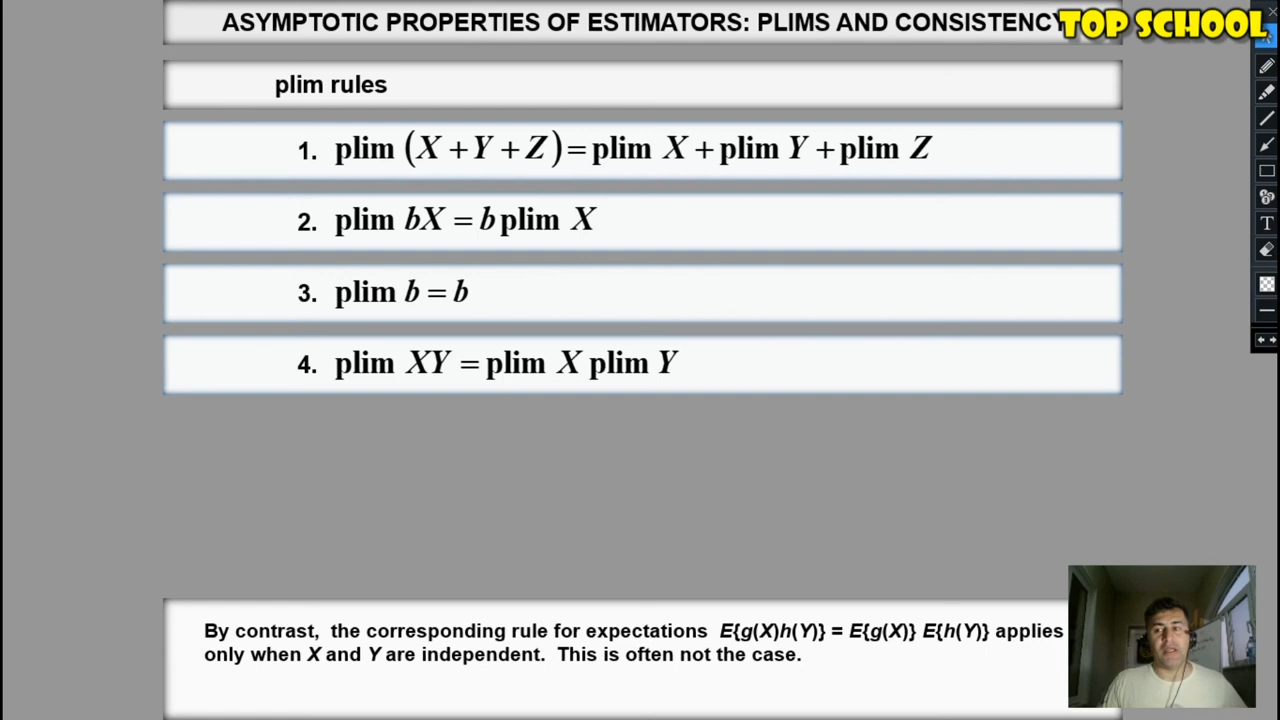 ASYMPTOTIC PROPERTIES OF ESTIMATORS: PLIMS AND CONSISTENCY
TOP SCHOOL
plim rules
1. plim (X + Y + Z) = plim X + plim Y + plim Z
2. plim bX = b plim X
3. plim b = b
4. plim XY = plim X plim Y
By contrast, the corresponding rule for expectations E{g(X)h(Y)} = E{g(X)} E{h(Y)} applies
only when X and Y are independent. This is often not the case.
T